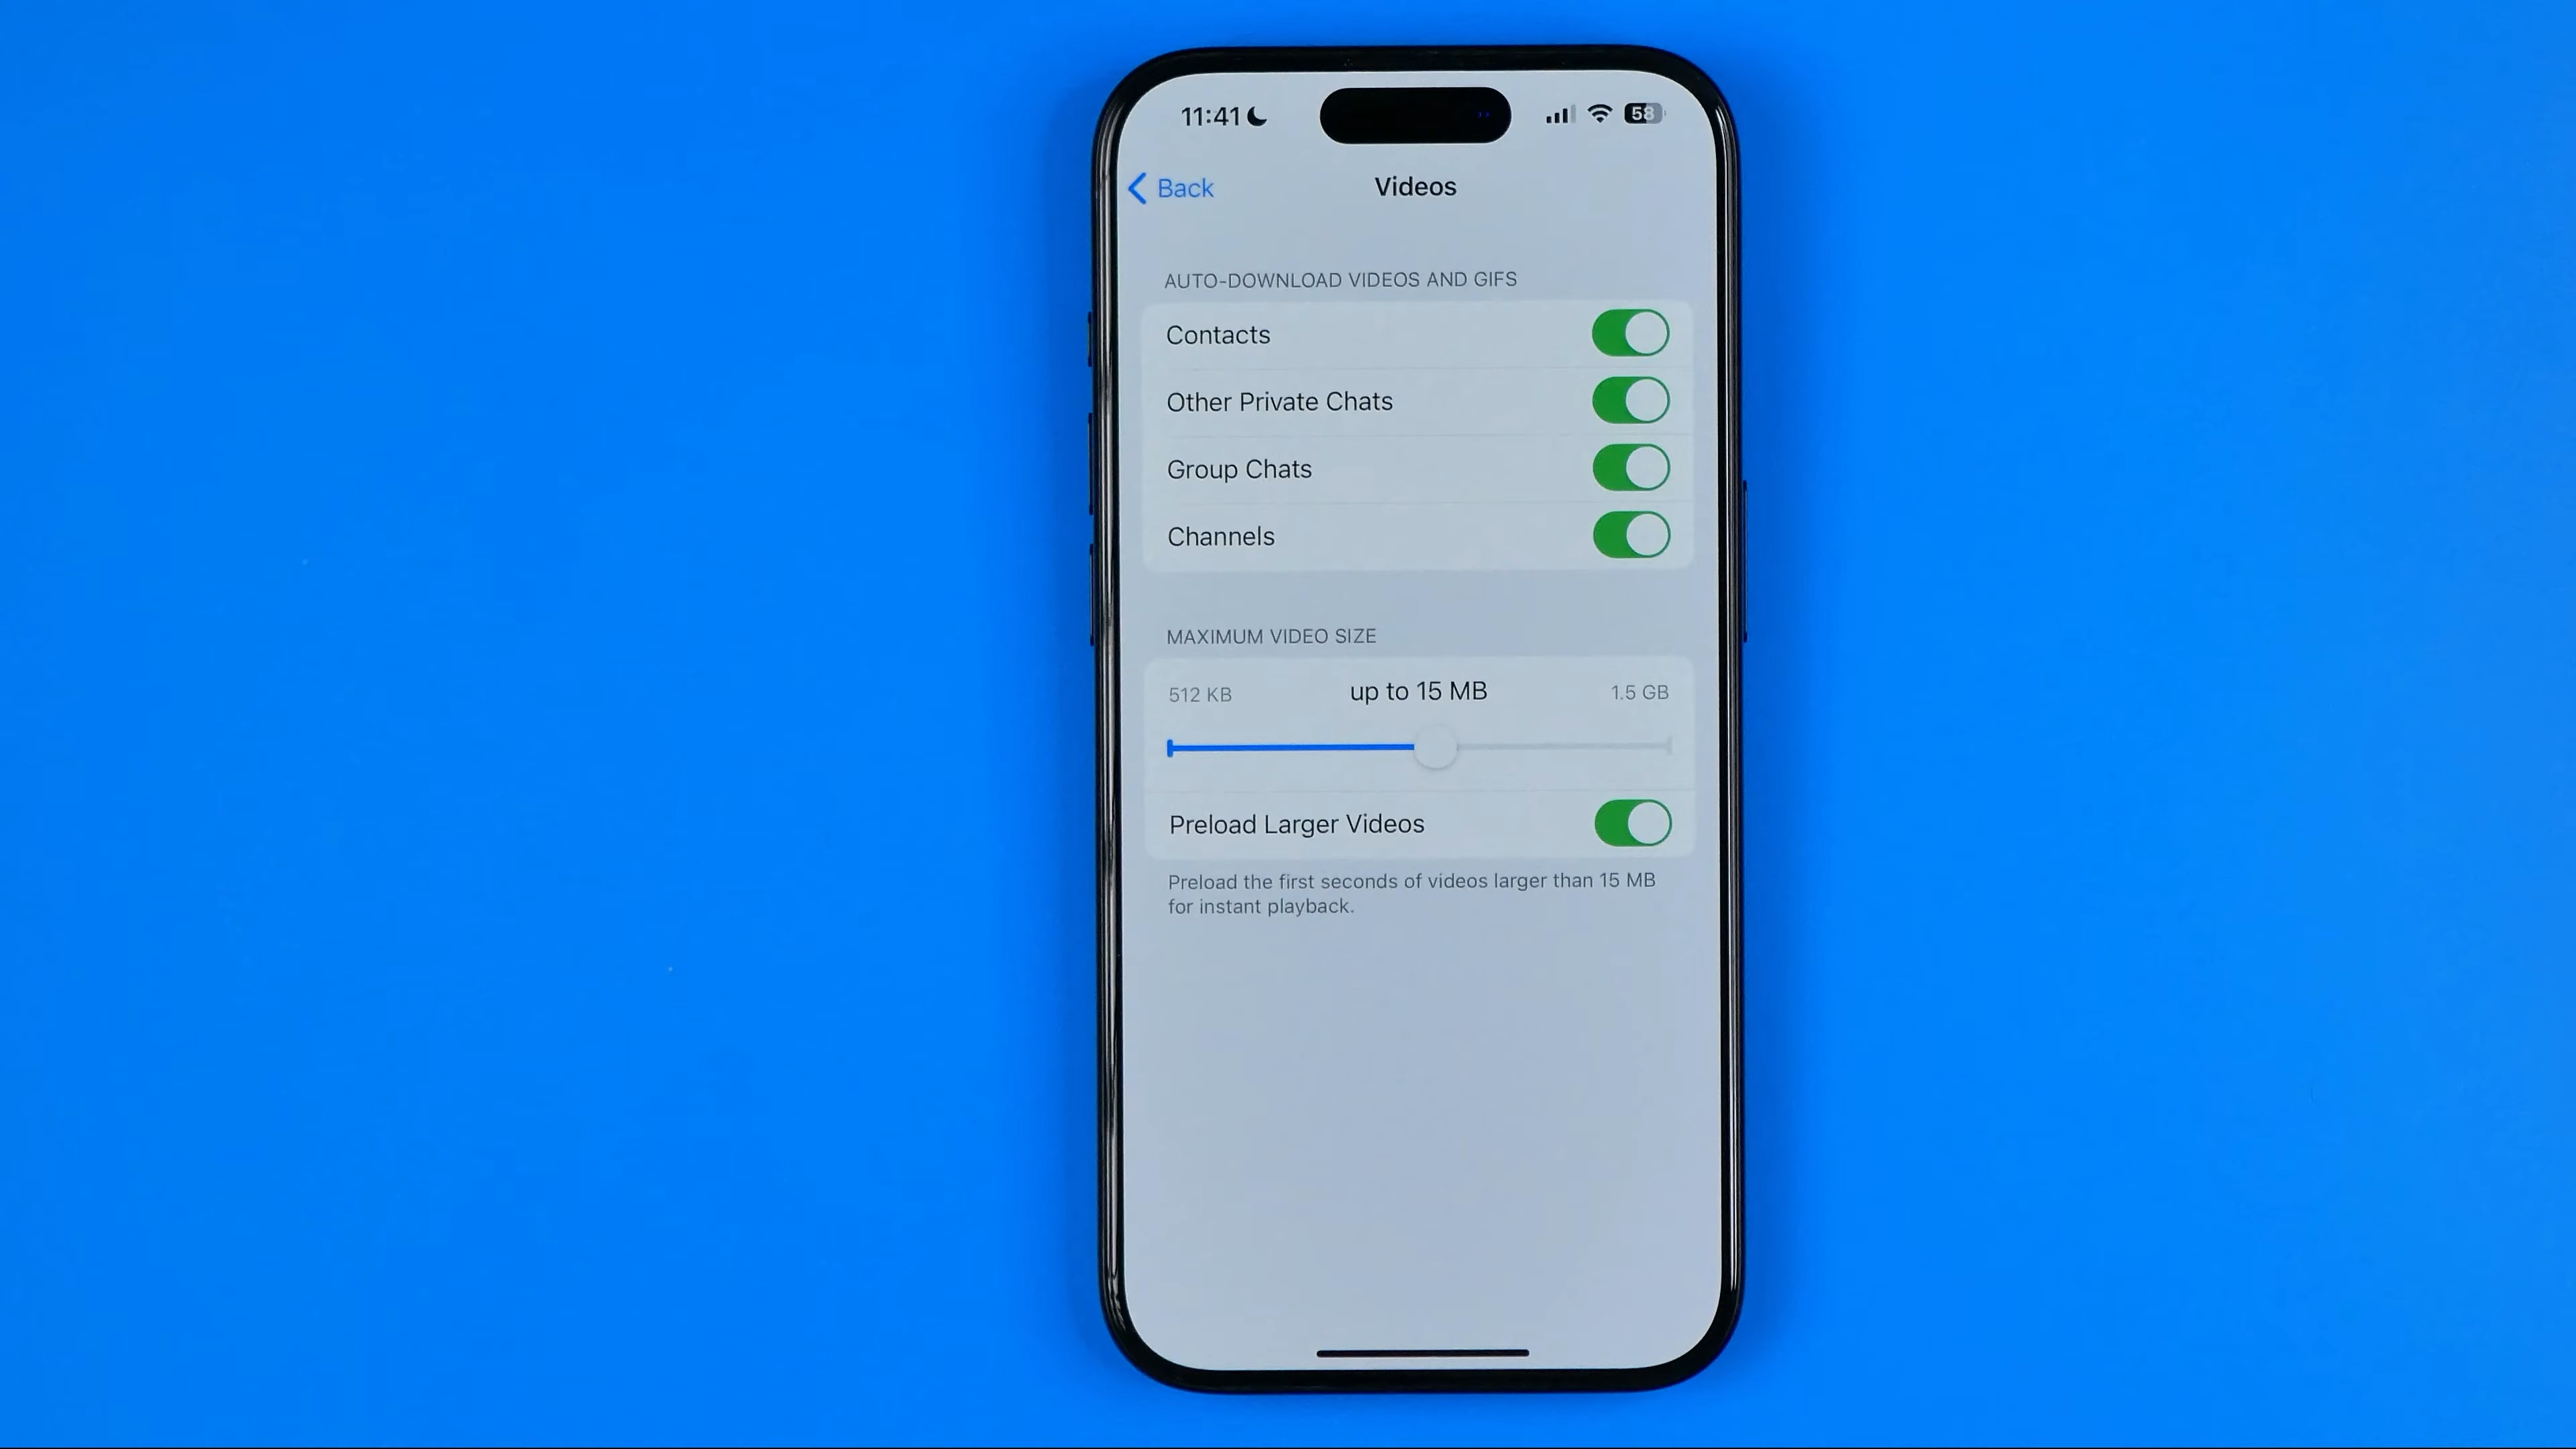 11:41
58
Back
Videos
AUTO-DOWNLOAD VIDEOS AND GIFS
Contacts
Other Private Chats
Group Chats
Channels
MAXIMUM VIDEO SIZE
512 KB up to 15 MB 1.5 GB
Preload Larger Videos
Preload the first seconds of videos larger than 15 MB
for instant playback.